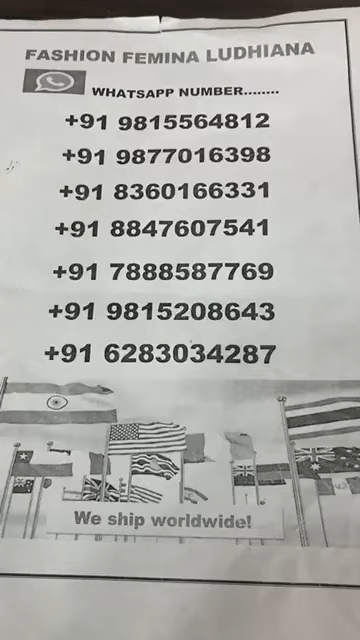 FASHION FEMINA LUDHIANA
WHATSAPP NUMBER........
+91 9815564812
+91 9877016398
+91 8360166331
+91 8847607541
+91 7888587769
+91 9815208643
+91 6283034287
We ship worldwide!